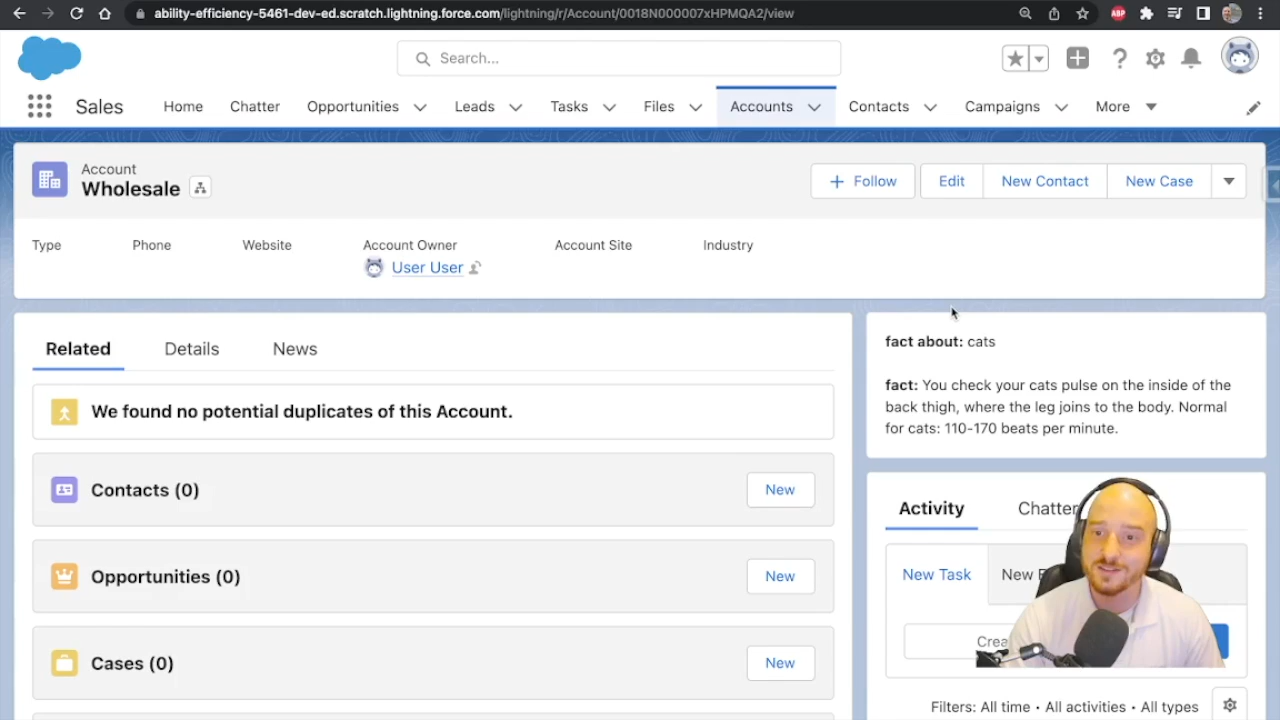 ability-efficiency-5461-dev-ed.scratch.lightning.force.com/lightning/r/Account/0018N000007xHPMQA2/view
ABP
Search...
Sales Home Chatter Opportunities Leads Tasks Files Accounts Contacts Campaigns More
Account
Wholesale
Follow Edit New Contact New Case
Type Phone Website Account Owner Account Site Industry
User User
Related Details News
We found no potential duplicates of this Account.
Contacts (0) New
Opportunities (0) New
Cases (0) New
fact about: cats
fact: You check your cats pulse on the inside of the
back thigh, where the leg joins to the body. Normal
for cats: 110-170 beats per minute.
Activity Chatter
New Task New
Filters: All time • All activities • All types